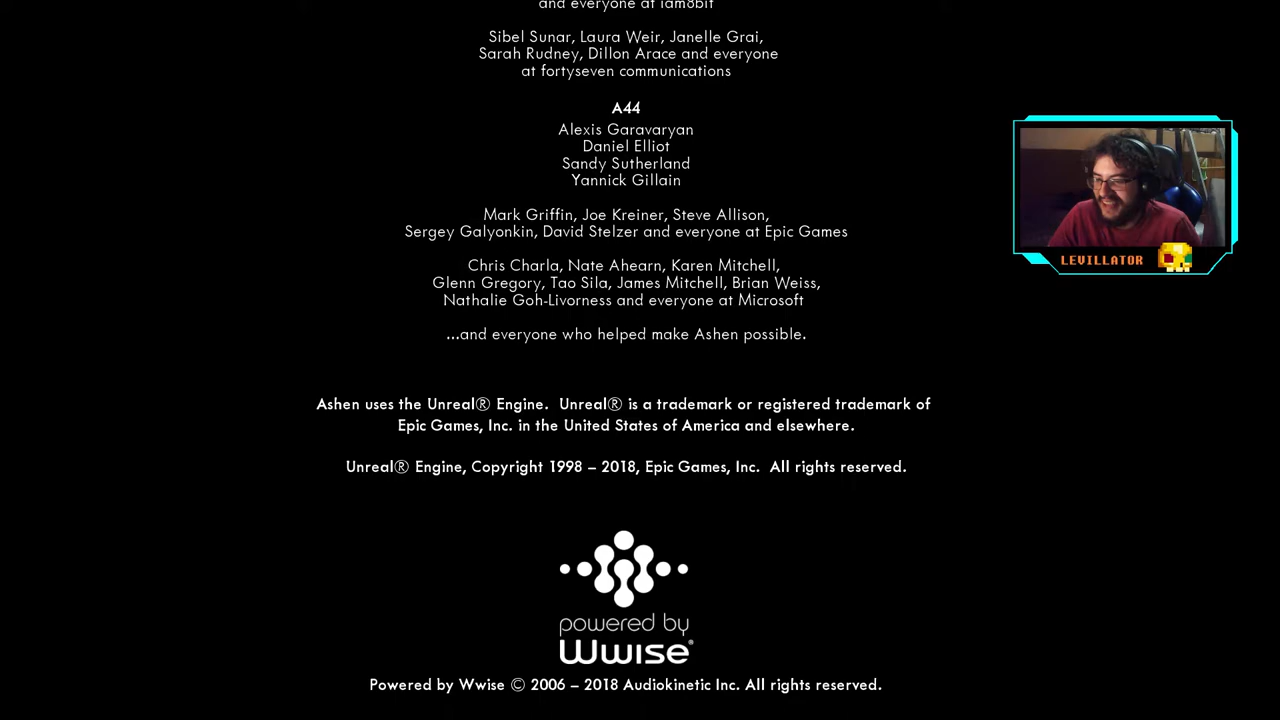 and everyone at iam8bit
Sibel Sunar, Laura Weir, Janelle Grai,
Sarah Rudney, Dillon Arace and everyone
at fortyseven communications
A44
Alexis Garavaryan
Daniel Elliot
Sandy Sutherland
Yannick Gillain
Mark Griffin, Joe Kreiner, Steve Allison,
Sergey Galyonkin, David Stelzer and everyone at Epic Games
Chris Charla, Nate Ahearn, Karen Mitchell,
Glenn Gregory, Tao Sila, James Mitchell, Brian Weiss,
Nathalie Goh-Livorness and everyone at Microsoft
...and everyone who helped make Ashen possible.
Ashen uses the Unreal® Engine. Unreal® is a trademark or registered trademark of
Epic Games, Inc. in the United States of America and elsewhere.
Unreal® Engine, Copyright 1998 – 2018, Epic Games, Inc. All rights reserved.
powered by
Wwise®
Powered by Wwise © 2006 – 2018 Audiokinetic Inc. All rights reserved.
LEVILLATOR